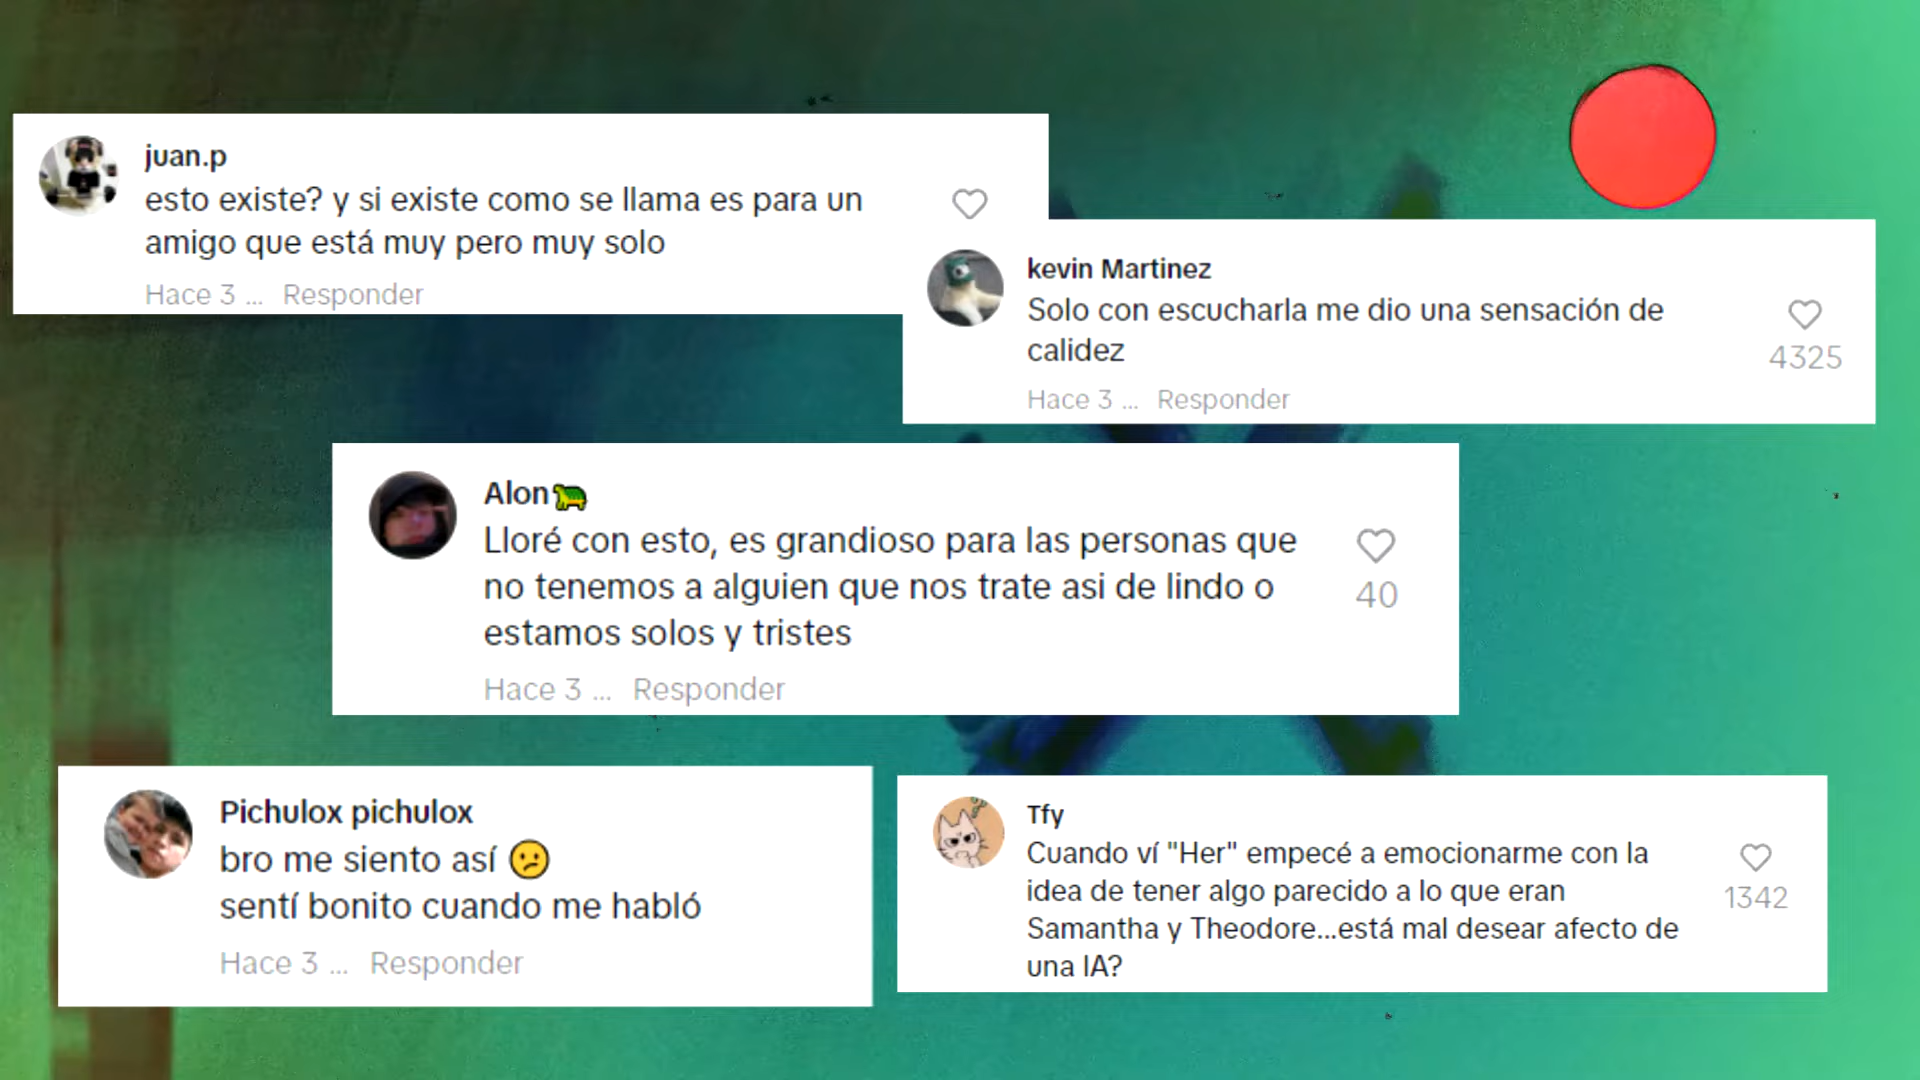 juan.p
esto existe? y si existe como se llama es para un
amigo que está muy pero muy solo
Hace 3 ... Responder
kevin Martinez
Solo con escucharla me dio una sensación de
calidez
4325
Hace 3 ... Responder
Alon🐢
Lloré con esto, es grandioso para las personas que
no tenemos a alguien que nos trate asi de lindo o
estamos solos y tristes
40
Hace 3 ... Responder
Pichulox pichulox
bro me siento así 🫤
sentí bonito cuando me habló
Hace 3 ... Responder
Tfy
Cuando ví "Her" empecé a emocionarme con la
idea de tener algo parecido a lo que eran
Samantha y Theodore...está mal desear afecto de
una IA?
1342